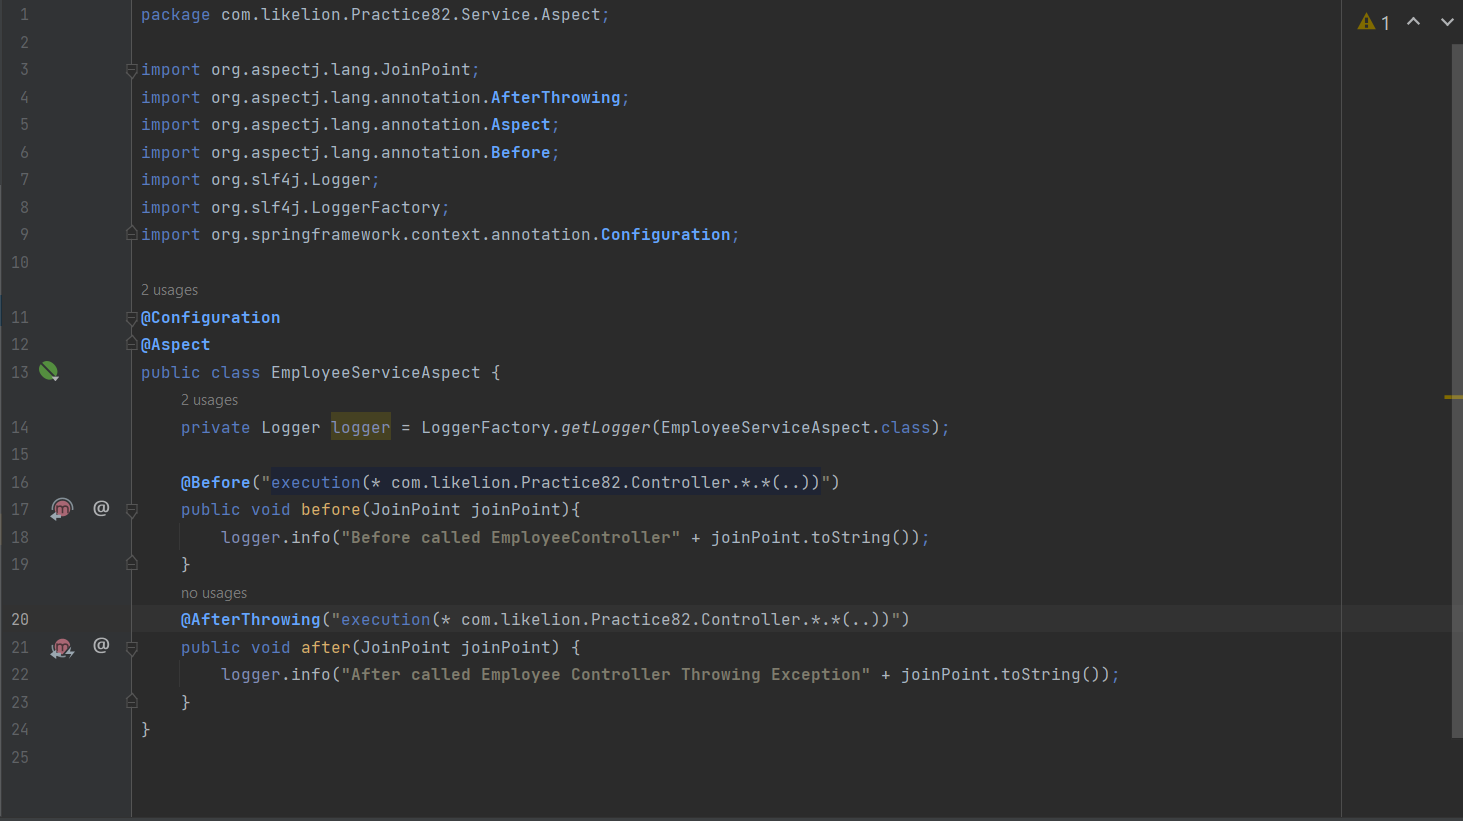 1 package com.likelion.Practice82.Service.Aspect;
1
2
3 import org.aspectj.lang.JoinPoint;
4 import org.aspectj.lang.annotation.AfterThrowing;
5 import org.aspectj.lang.annotation.Aspect;
6 import org.aspectj.lang.annotation.Before;
7 import org.slf4j.Logger;
8 import org.slf4j.LoggerFactory;
9 import org.springframework.context.annotation.Configuration;
10
2 usages
11 @Configuration
12 @Aspect
13 public class EmployeeServiceAspect {
2 usages
14 private Logger logger = LoggerFactory.getLogger(EmployeeServiceAspect.class);
15
16 @Before("execution(* com.likelion.Practice82.Controller.*.*(..))")
17 @ public void before(JoinPoint joinPoint){
18 logger.info("Before called EmployeeController" + joinPoint.toString());
19 }
no usages
20 @AfterThrowing("execution(* com.likelion.Practice82.Controller.*.*(..))")
21 @ public void after(JoinPoint joinPoint) {
22 logger.info("After called Employee Controller Throwing Exception" + joinPoint.toString());
23 }
24 }
25